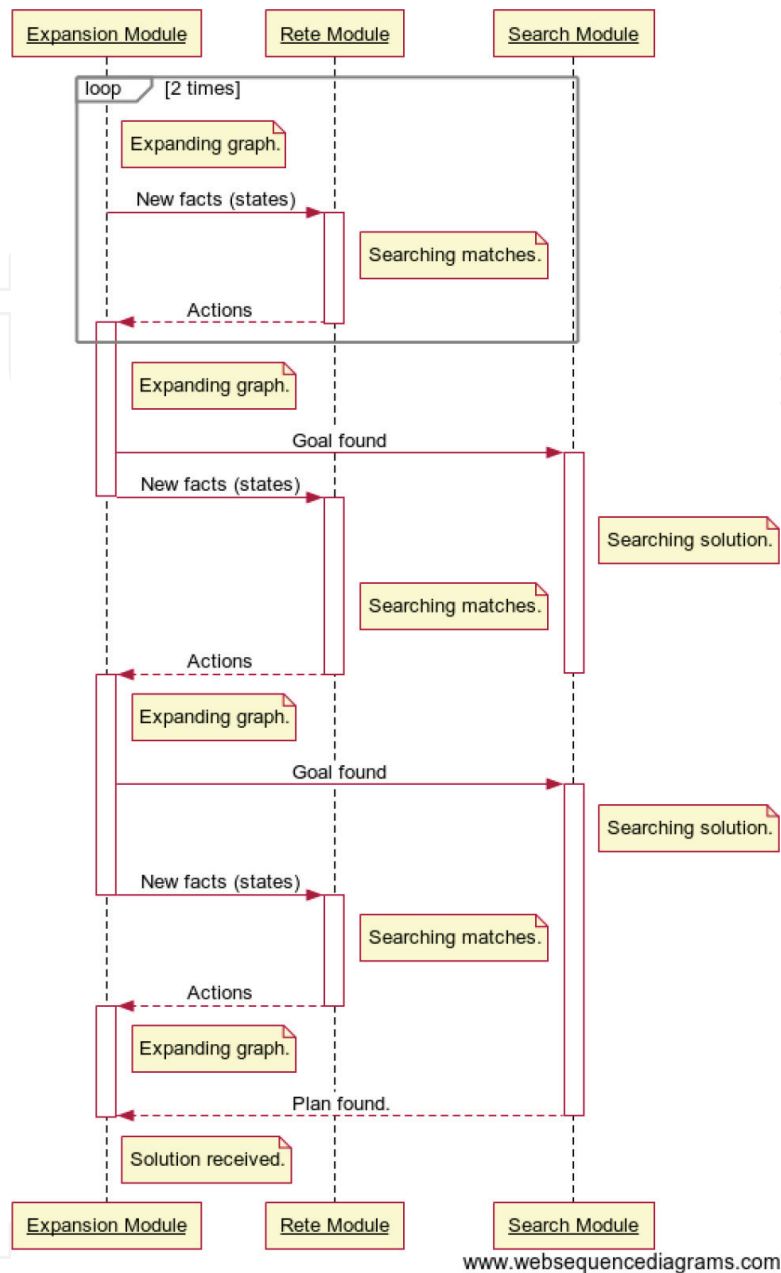 Expansion Module
Rete Module
Search Module
loop
[2 times]
Expanding graph.
New facts (states)
Searching matches.
Actions
Expanding graph.
Goal found
New facts (states)
Searching solution.
Searching matches.
Actions
Expanding graph.
Goal found
Searching solution.
New facts (states)
Searching matches.
Actions
Expanding graph.
Plan found.
Solution received.
Expansion Module
Rete Module
Search Module
www.websequencediagrams.com